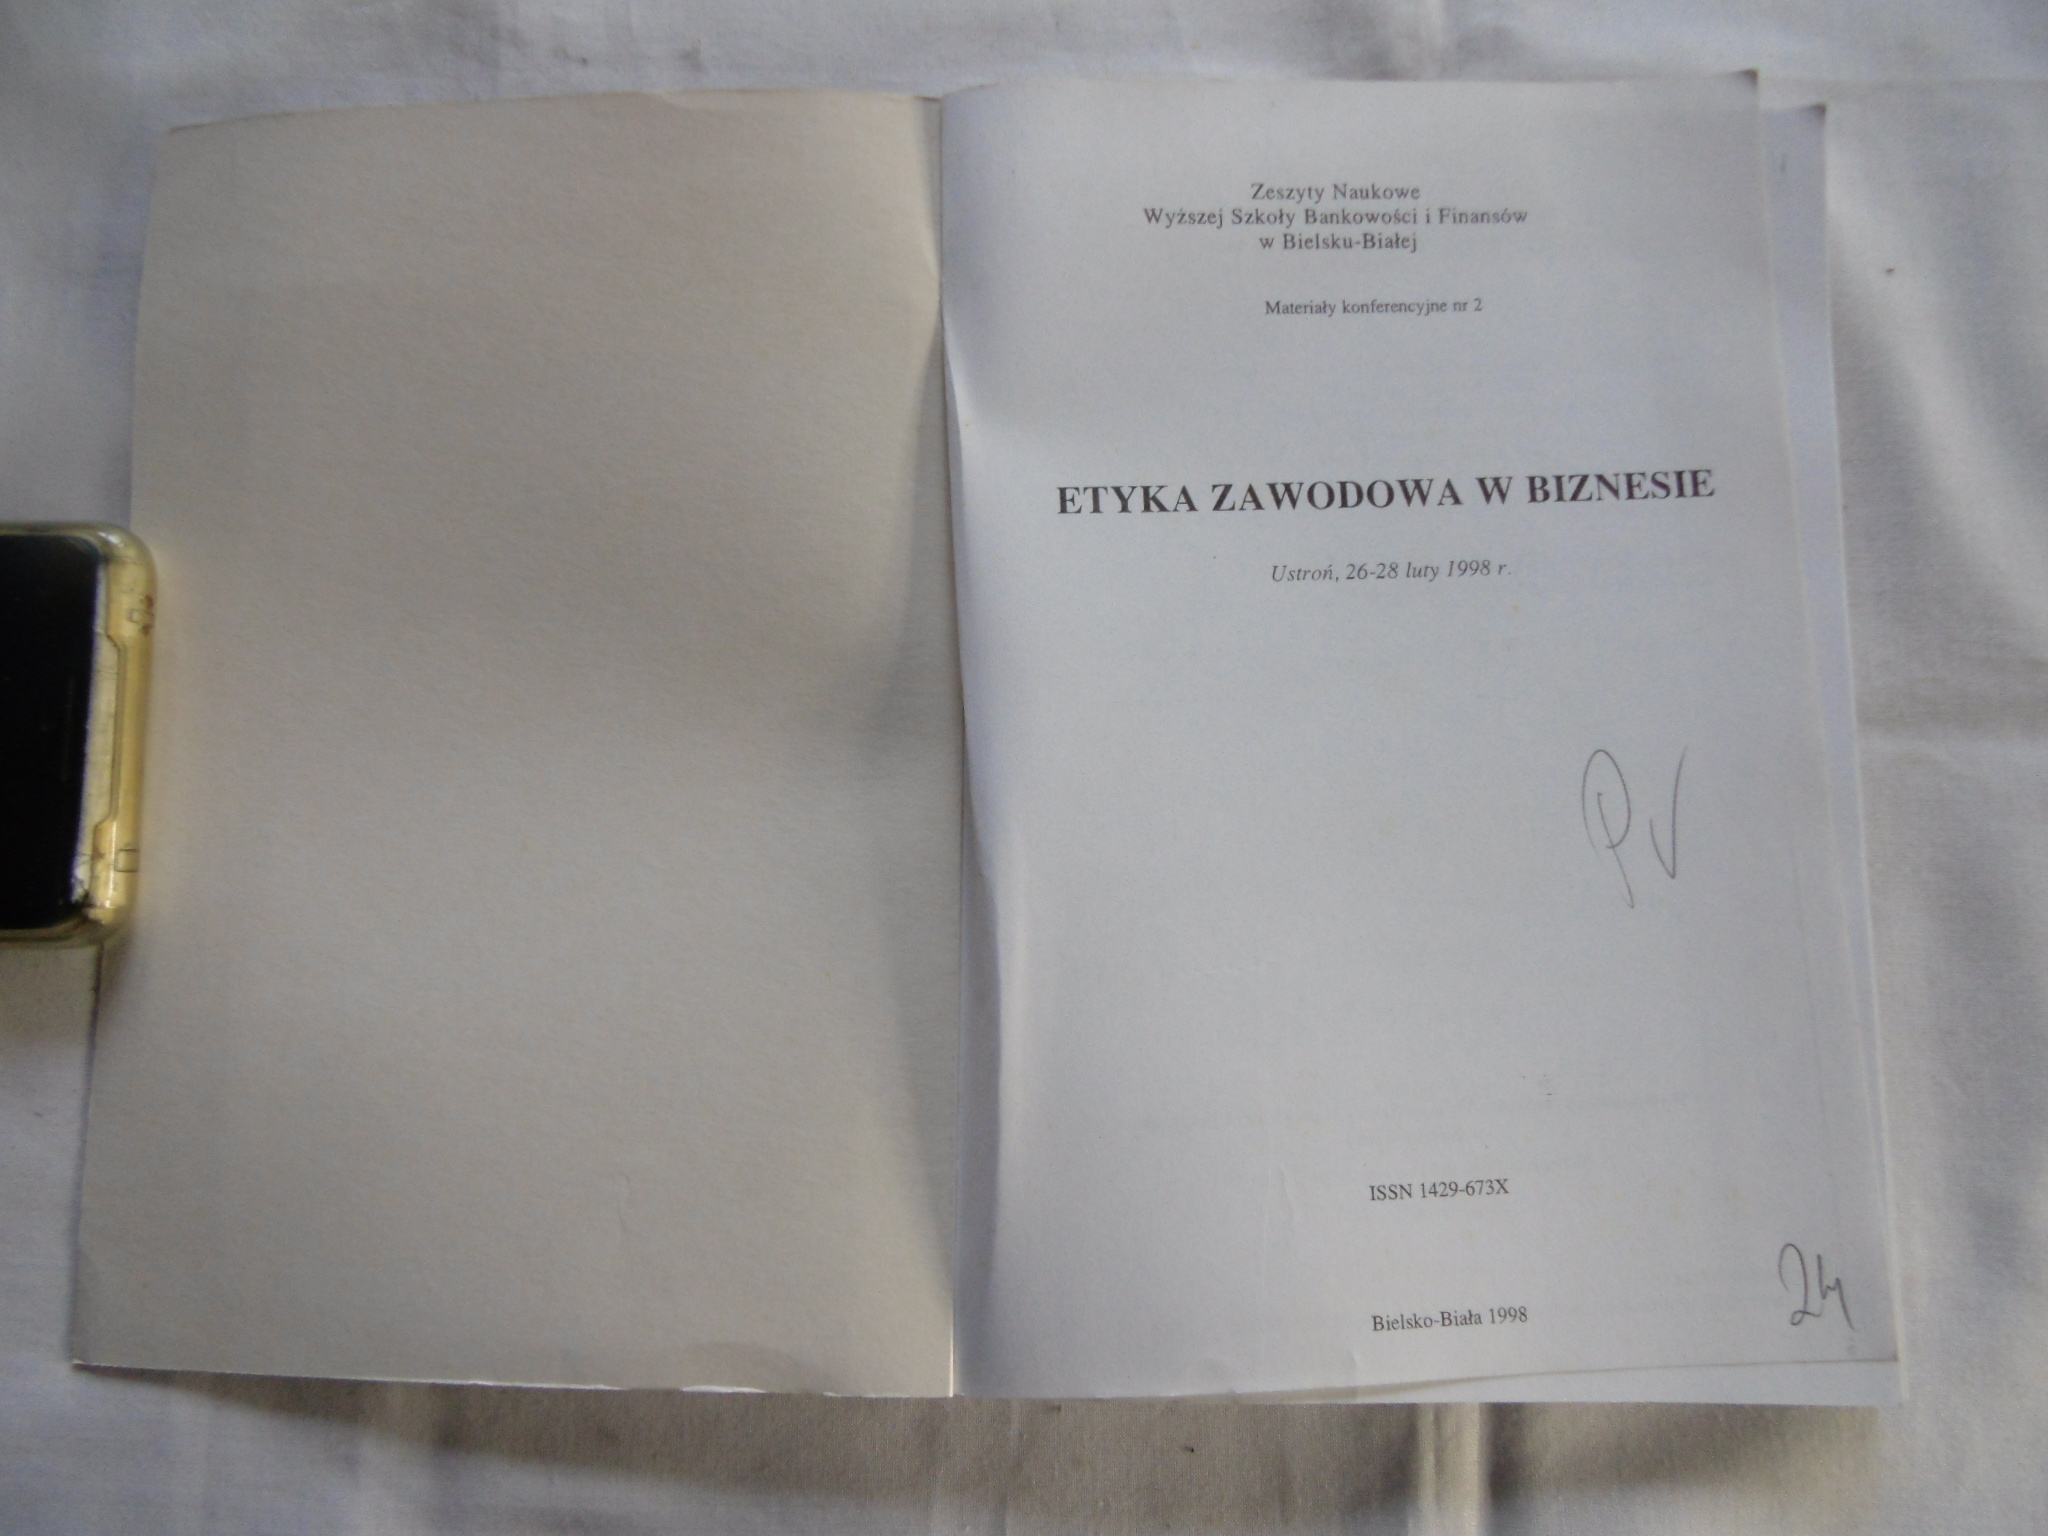 Zeszyty Naukowe
Wyższej Szkoły Bankowości i Finansów
w Bielsku-Białej
Materiały konferencyjne nr 2
ETYKA ZAWODOWA W BIZNESIE
Ustroń, 26-28 luty 1998 r.
ISSN 1429-673X
Bielsko-Biała 1998